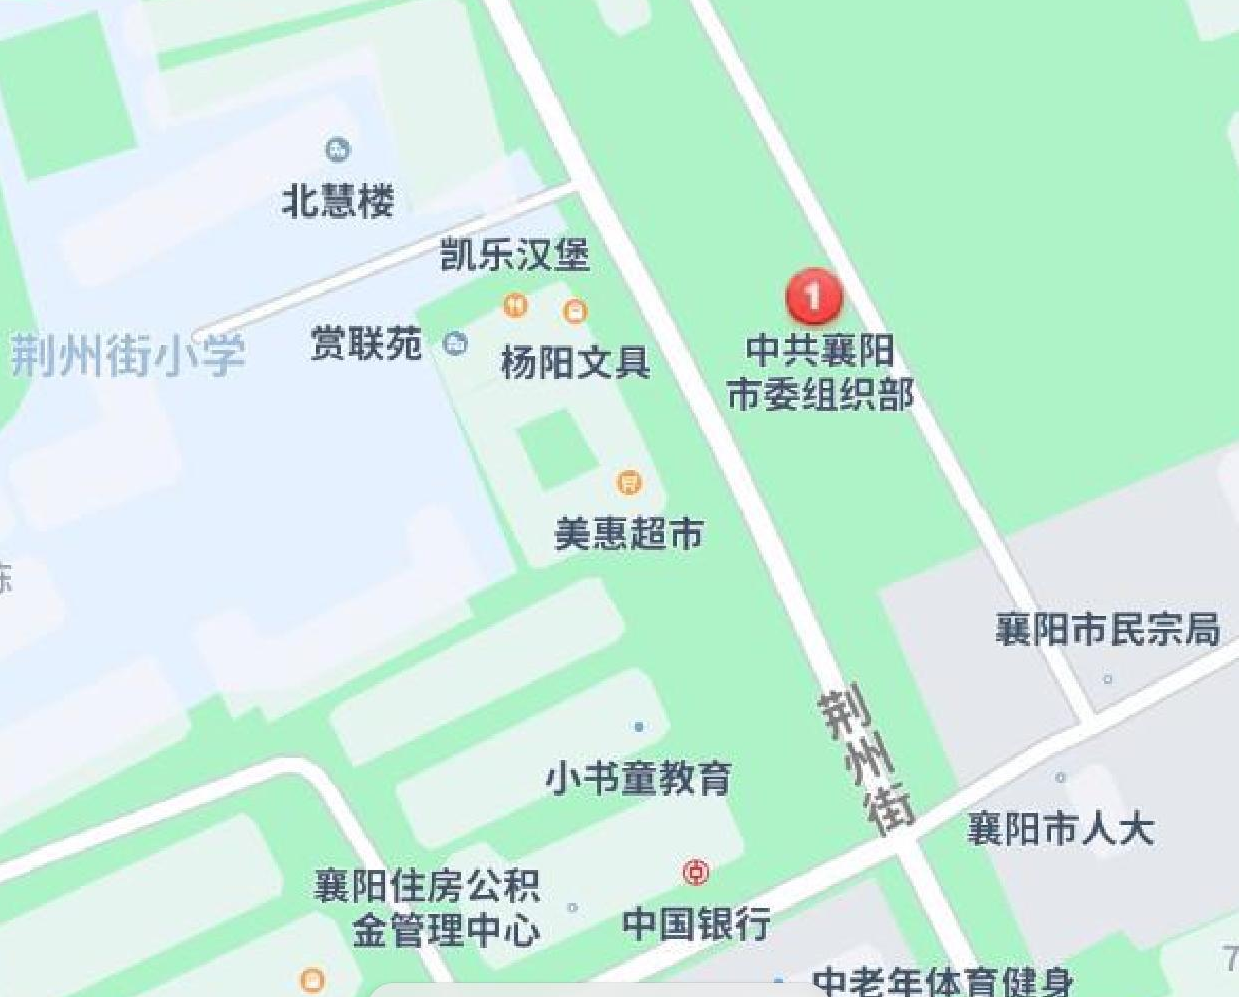 北慧楼
凯乐汉堡
1
荆州街小学
赏联苑
杨阳文具
中共襄阳
市委组织部
美惠超市
襄阳市民宗局
荆州街
小书童教育
襄阳市人大
襄阳住房公积
金管理中心
中国银行
中老年体育健身
7